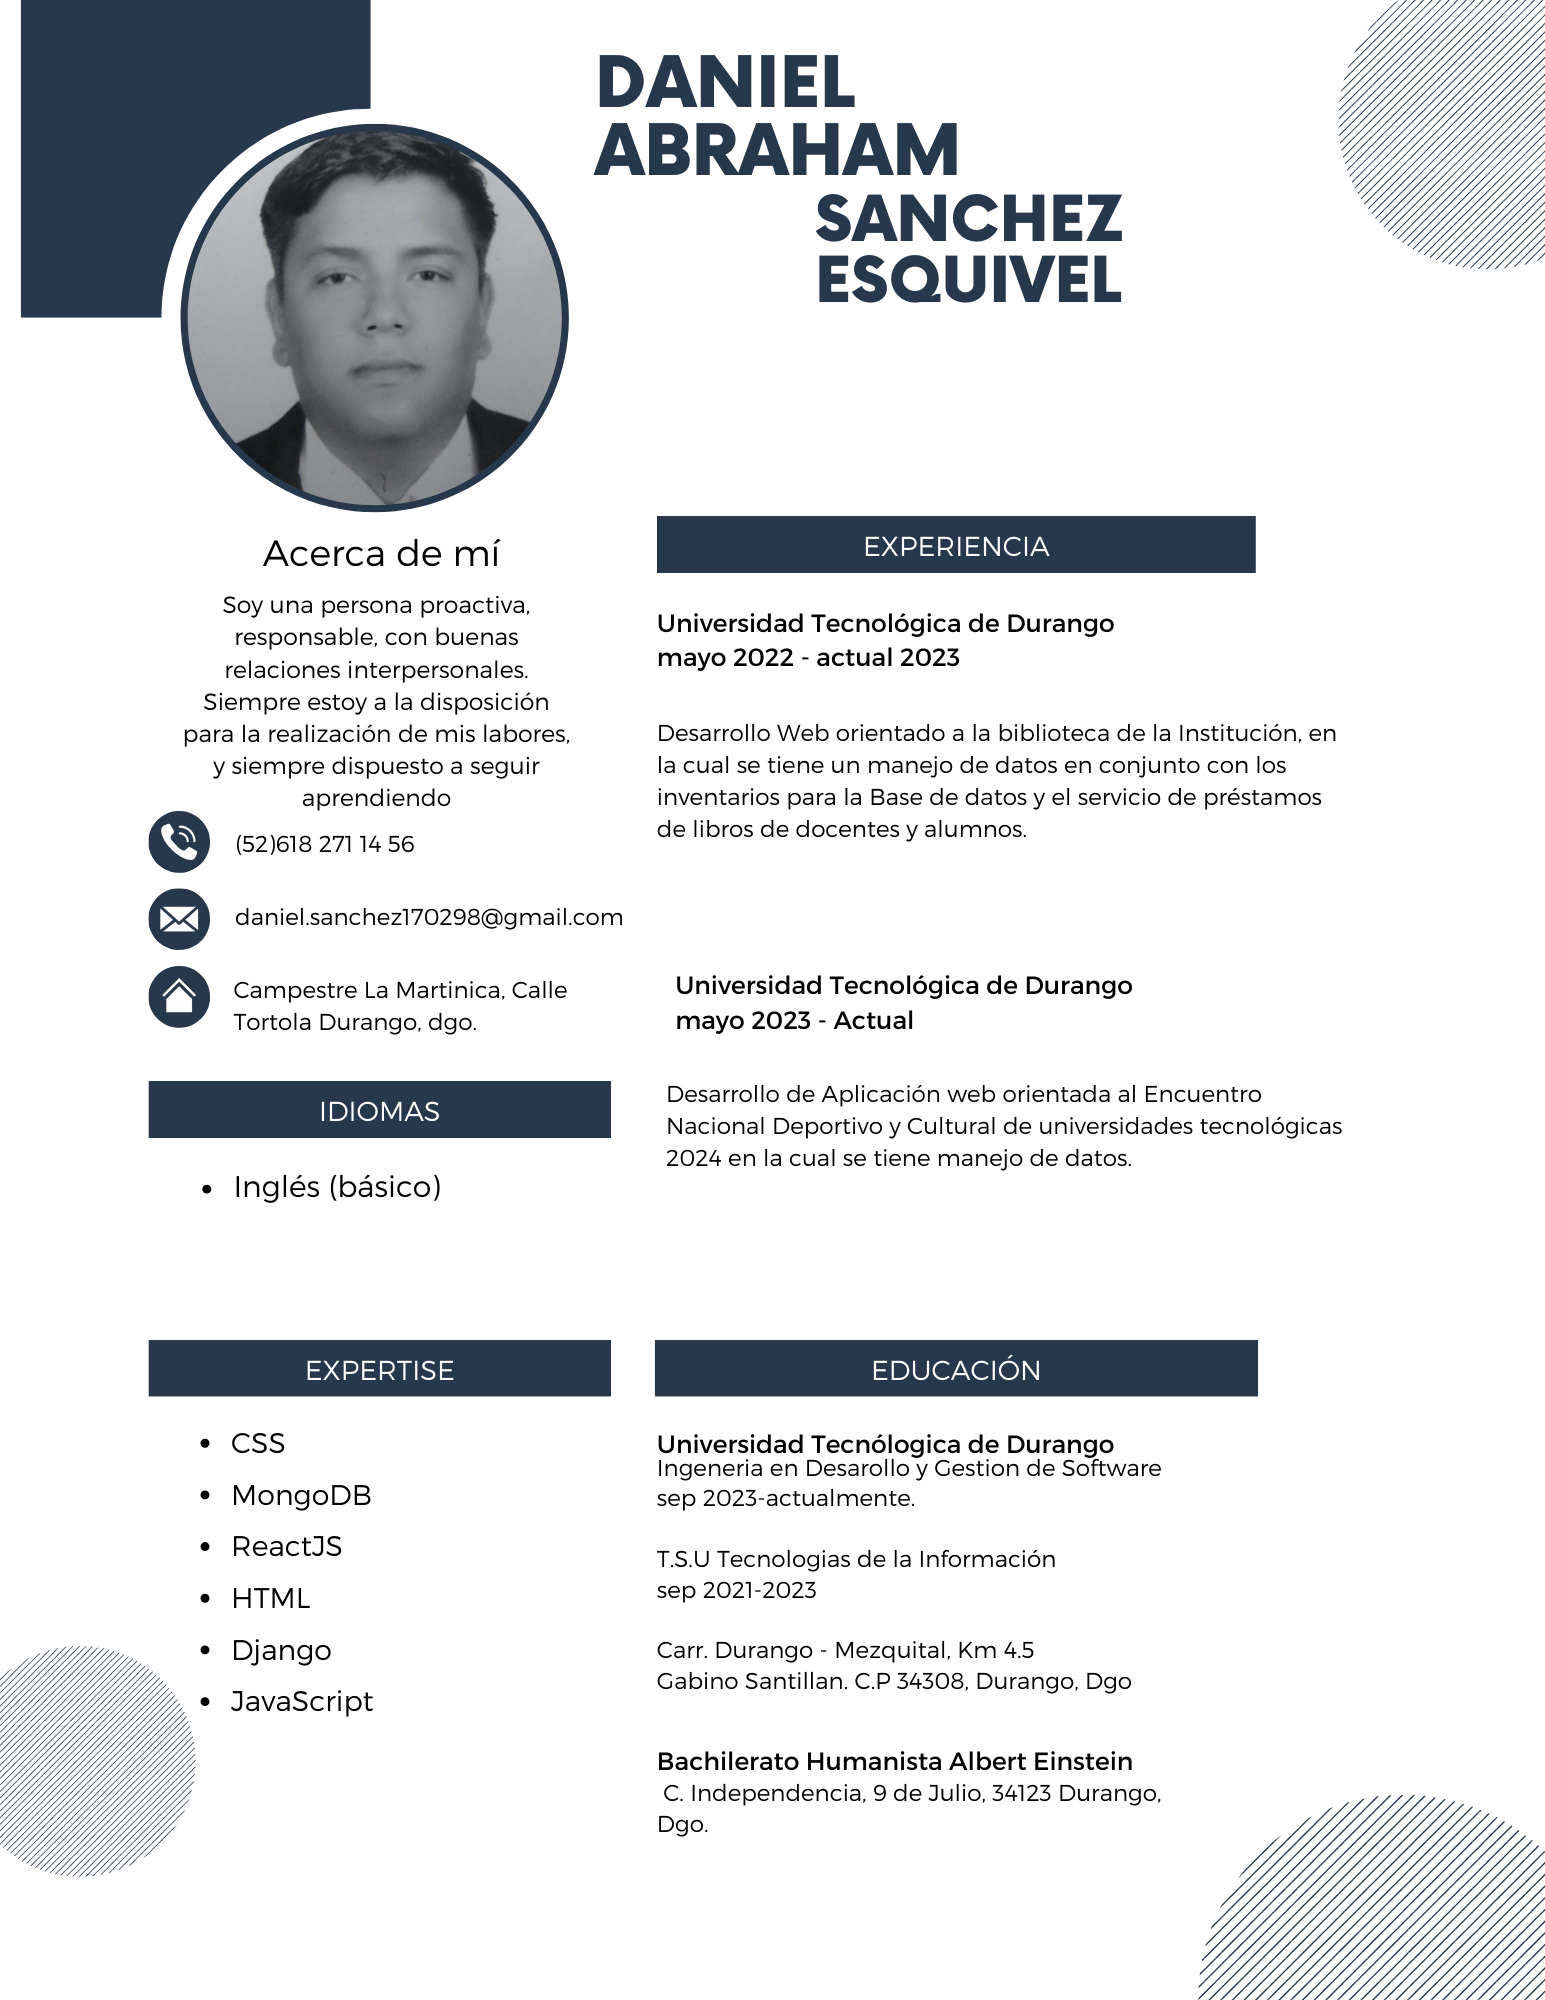 DANIEL
ABRAHAM
SANCHEZ
ESQUIVEL
Acerca de mí
Soy una persona proactiva,
responsable, con buenas
relaciones interpersonales.
Siempre estoy a la disposición
para la realización de mis labores,
y siempre dispuesto a seguir
aprendiendo
(52)618 271 14 56
daniel.sanchez170298@gmail.com
Campestre La Martinica, Calle
Tortola Durango, dgo.
IDIOMAS
• Inglés (básico)
EXPERTISE
• CSS
• MongoDB
• ReactJS
• HTML
• Django
• JavaScript
EXPERIENCIA
Universidad Tecnológica de Durango
mayo 2022 - actual 2023
Desarrollo Web orientado a la biblioteca de la Institución, en
la cual se tiene un manejo de datos en conjunto con los
inventarios para la Base de datos y el servicio de préstamos
de libros de docentes y alumnos.
Universidad Tecnológica de Durango
mayo 2023 - Actual
Desarrollo de Aplicación web orientada al Encuentro
Nacional Deportivo y Cultural de universidades tecnológicas
2024 en la cual se tiene manejo de datos.
EDUCACIÓN
Universidad Tecnólogica de Durango
Ingeneria en Desarollo y Gestion de Software
sep 2023-actualmente.
T.S.U Tecnologias de la Información
sep 2021-2023
Carr. Durango - Mezquital, Km 4.5
Gabino Santillan. C.P 34308, Durango, Dgo
Bachilerato Humanista Albert Einstein
C. Independencia, 9 de Julio, 34123 Durango,
Dgo.